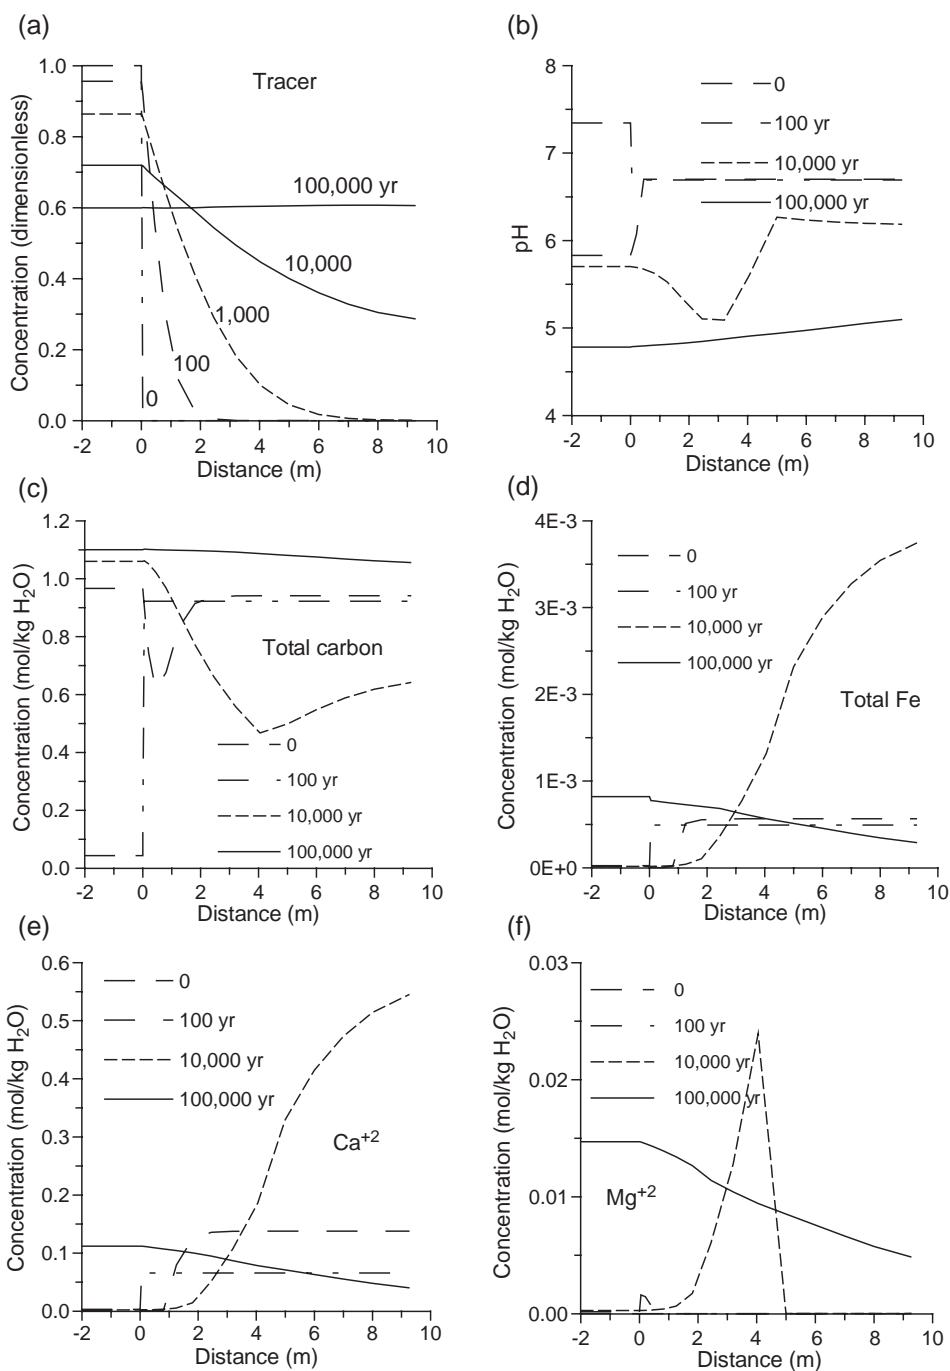 (a)
Concentration (dimensionless)
1.0
0.8
0.6
0.4
0.2
0.0
Tracer
100,000 yr
10,000
1,000
100
0
-2 0 2 4 6 8 10
Distance (m)
(b)
pH
8
7
6
5
4
0
100 yr
10,000 yr
100,000 yr
-2 0 2 4 6 8 10
Distance (m)
(c)
Concentration (mol/kg H₂O)
1.2
1.0
0.8
0.6
0.4
0.2
0.0
Total carbon
0
100 yr
10,000 yr
100,000 yr
-2 0 2 4 6 8 10
Distance (m)
(d)
Concentration (mol/kg H₂O)
4E-3
3E-3
2E-3
1E-3
0E+0
0
100 yr
10,000 yr
100,000 yr
Total Fe
-2 0 2 4 6 8 10
Distance (m)
(e)
Concentration (mol/kg H₂O)
0.6
0.5
0.4
0.3
0.2
0.1
0.0
0
100 yr
10,000 yr
100,000 yr
Ca⁺²
-2 0 2 4 6 8 10
Distance (m)
(f)
Concentration (mol/kg H₂O)
0.03
0.02
0.01
0.00
0
100 yr
10,000 yr
100,000 yr
Mg⁺²
-2 0 2 4 6 8 10
Distance (m)